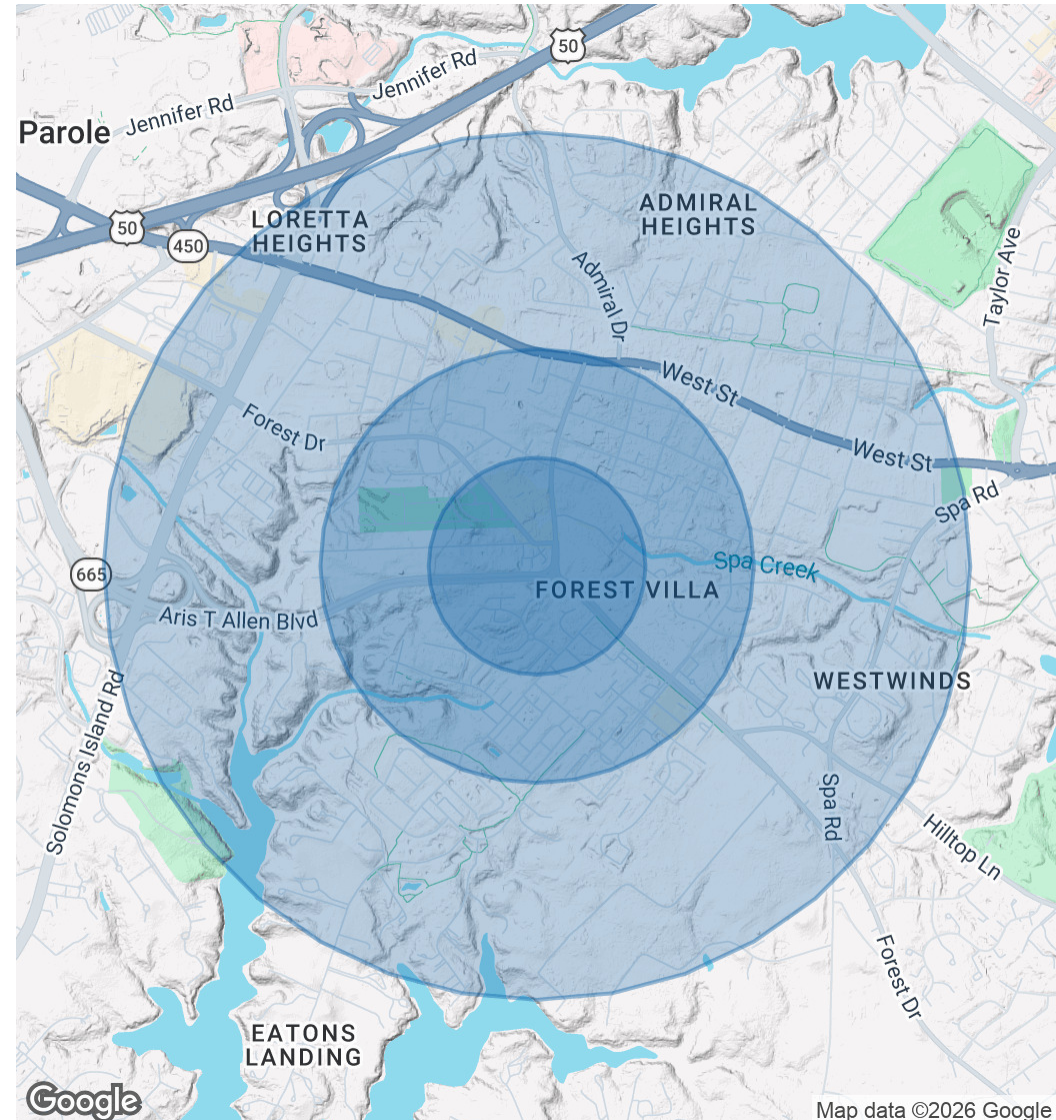 50
Jennifer Rd
Jennifer Rd
Parole
50
450
LORETTA
HEIGHTS
ADMIRAL
HEIGHTS
Taylor Ave
Admiral Dr
West St
Forest Dr
West St
Spa Rd
Spa Creek
665
FOREST VILLA
Aris T Allen Blvd
WESTWINDS
Solomons Island Rd
Spa Rd
Hilltop Ln
Forest Dr
EATONS
LANDING
Google
Map data ©2026 Google